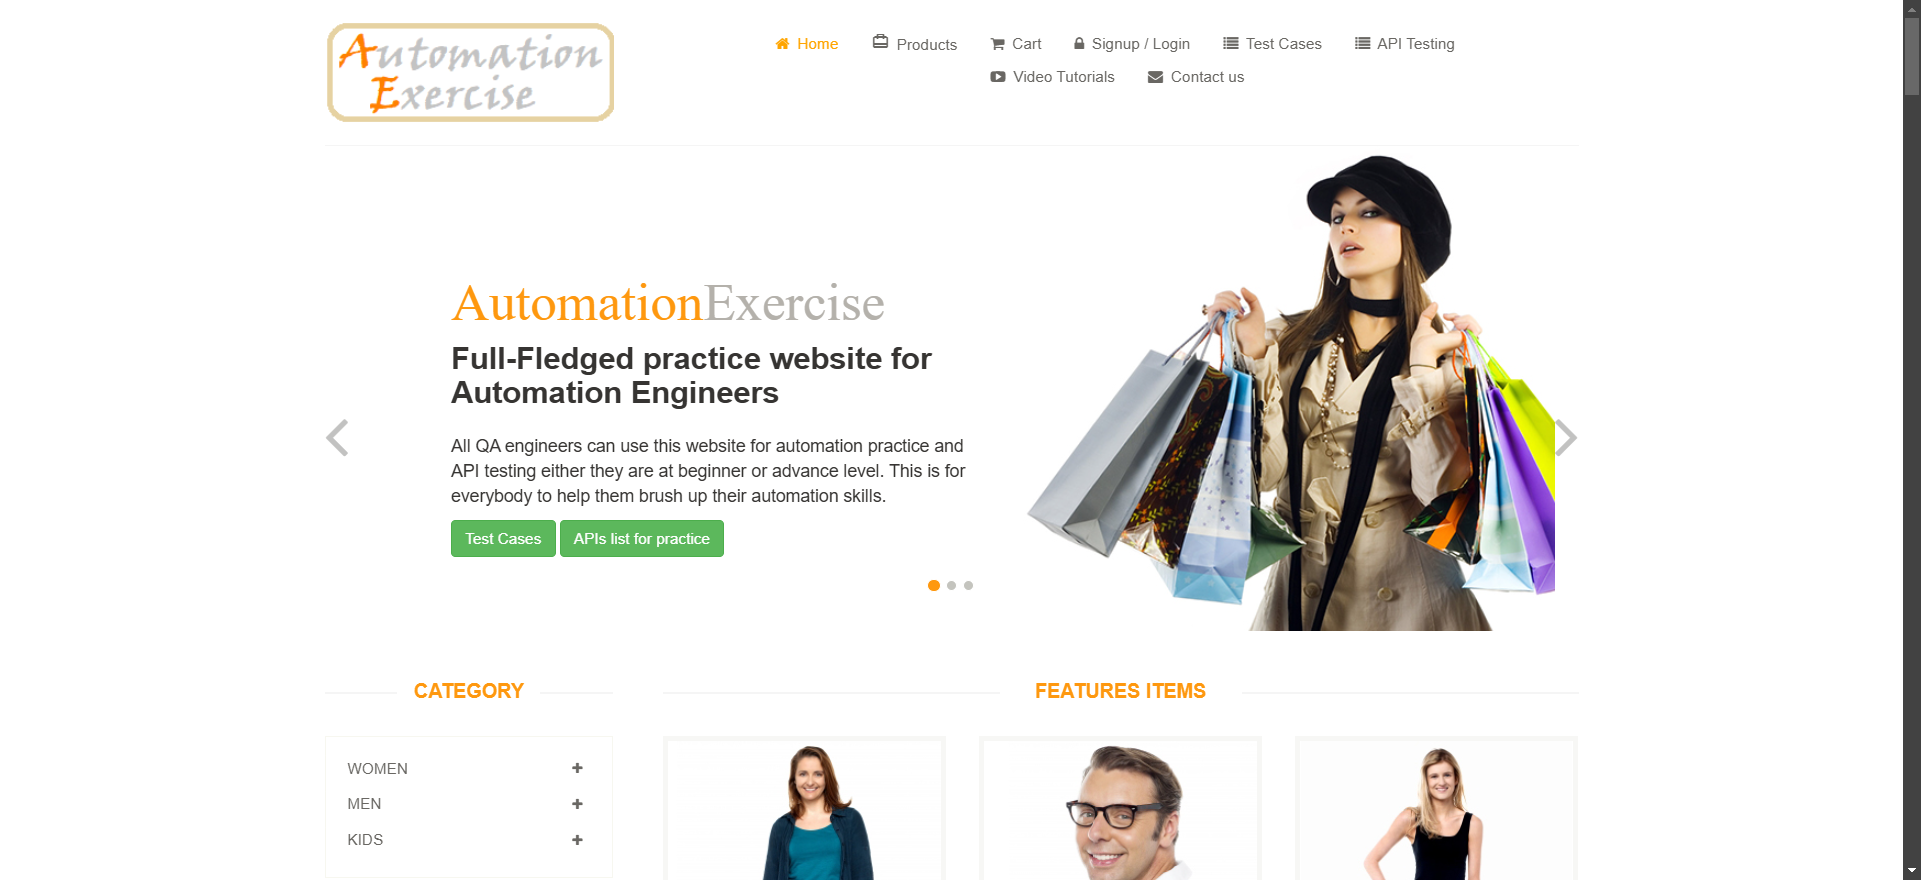 Automation
Exercise
Home
Products
Cart
Signup / Login
Test Cases
API Testing
Video Tutorials
Contact us
AutomationExercise
Full-Fledged practice website for
Automation Engineers
All QA engineers can use this website for automation practice and
API testing either they are at beginner or advance level. This is for
everybody to help them brush up their automation skills.
Test Cases
APIs list for practice
CATEGORY
WOMEN
MEN
KIDS
FEATURES ITEMS